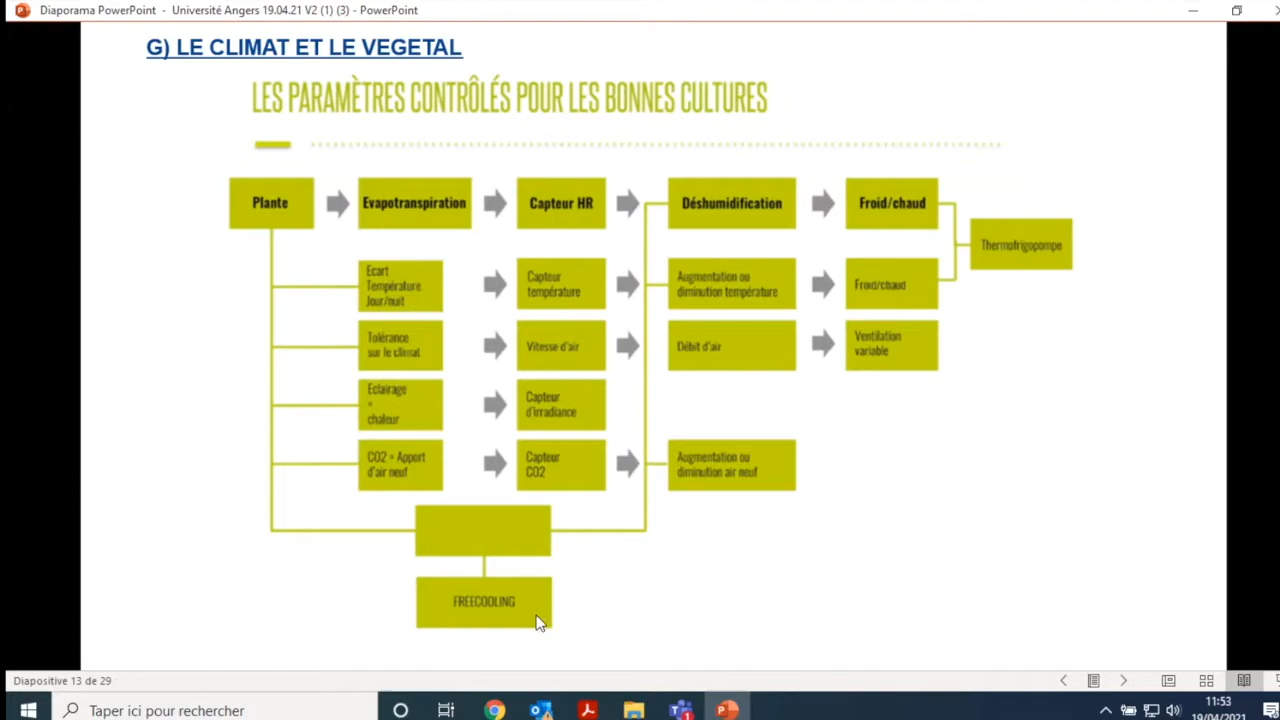 Diaporama PowerPoint - Université Angers 19.04.21 V2 (1) (3) - PowerPoint
G) LE CLIMAT ET LE VEGETAL
LES PARAMÈTRES CONTRÔLÉS POUR LES BONNES CULTURES
Plante
Evapotranspiration
Capteur HR
Déshumidification
Froid/chaud
Thermofrigopompe
Ecart
Température
Jour/nuit
Capteur
température
Augmentation ou
diminution température
Froid/chaud
Tolérance
sur le climat
Vitesse d'air
Débit d'air
Ventilation
variable
Eclairage
=
chaleur
Capteur
d'irradiance
CO2 = Apport
d'air neuf
Capteur
CO2
Augmentation ou
diminution air neuf
FREECOOLING
Diapositive 13 de 29
Taper ici pour rechercher
1
11:53
19/04/2021